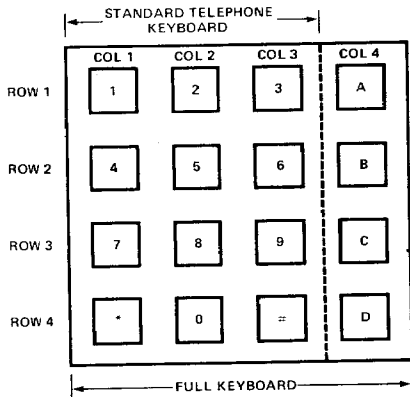 STANDARD TELEPHONE
KEYBOARD
COL 1 COL 2 COL 3 COL 4
ROW 1 1 2 3 A
ROW 2 4 5 6 B
ROW 3 7 8 9 C
ROW 4 * 0 # D
FULL KEYBOARD